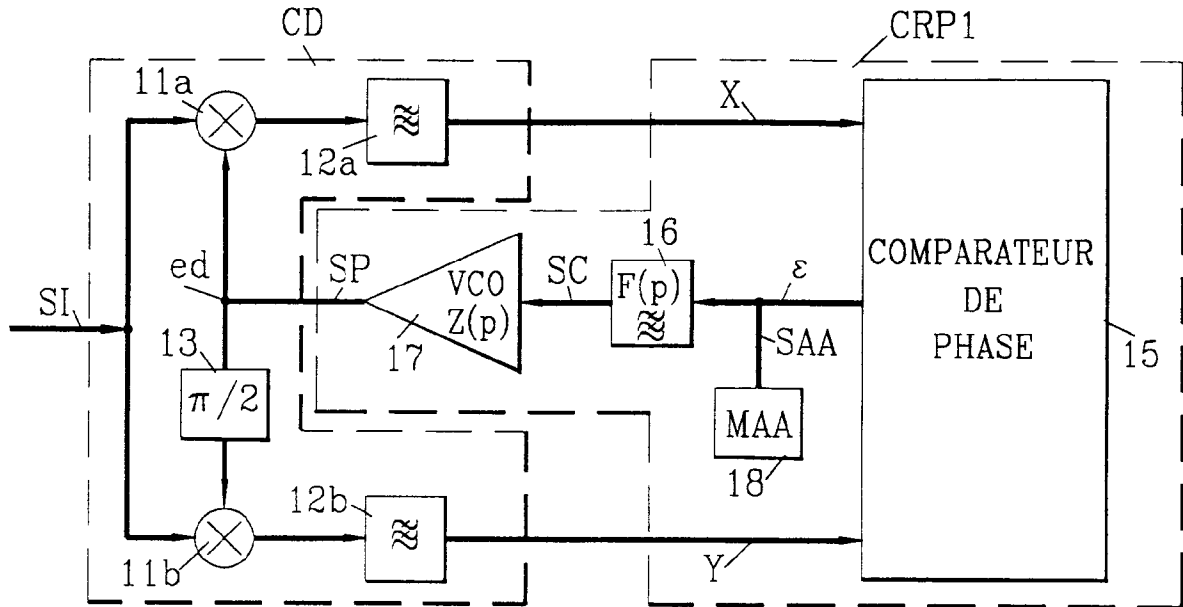 CD
CRP1
11a
12a
X
ed
SP
VCO
Z(p)
17
SC
16
F(p)
ε
SAA
MAA
18
COMPARATEUR
DE
PHASE
15
SI
13
π/2
12b
11b
Y